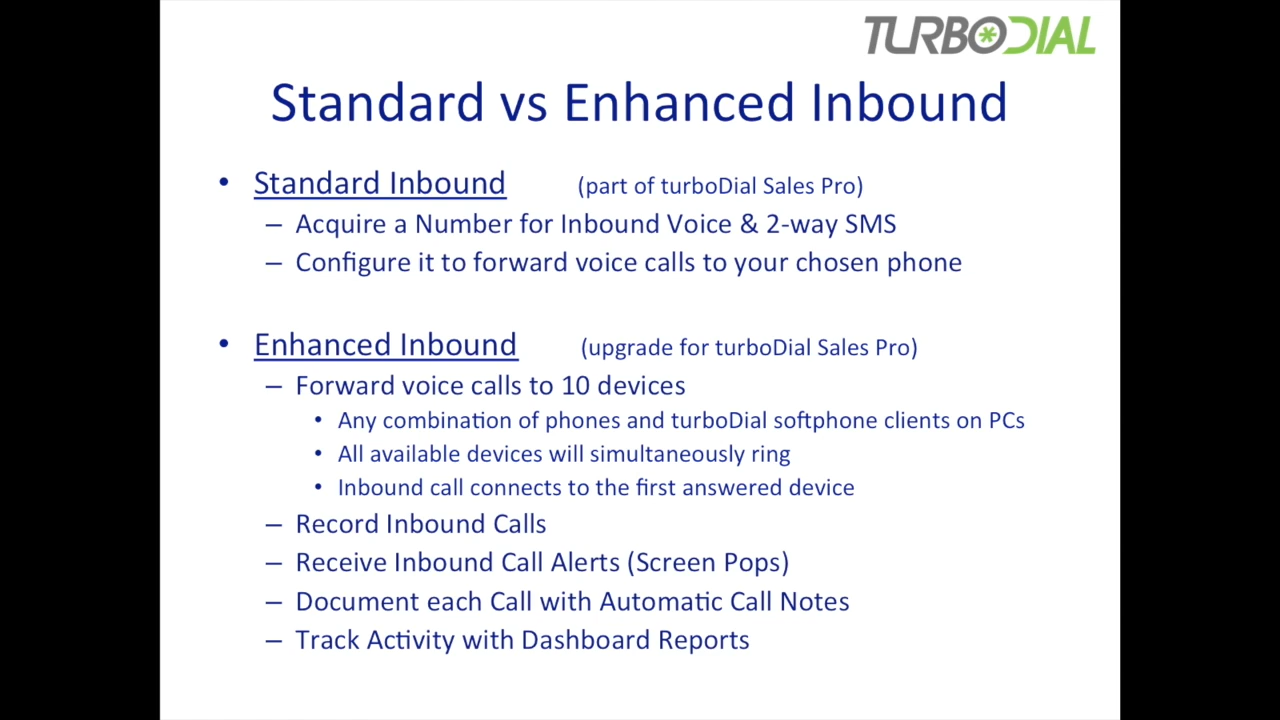 TURBODIAL
Standard vs Enhanced Inbound
• Standard Inbound (part of turboDial Sales Pro)
– Acquire a Number for Inbound Voice & 2-way SMS
– Configure it to forward voice calls to your chosen phone
• Enhanced Inbound (upgrade for turboDial Sales Pro)
– Forward voice calls to 10 devices
• Any combination of phones and turboDial softphone clients on PCs
• All available devices will simultaneously ring
• Inbound call connects to the first answered device
– Record Inbound Calls
– Receive Inbound Call Alerts (Screen Pops)
– Document each Call with Automatic Call Notes
– Track Activity with Dashboard Reports